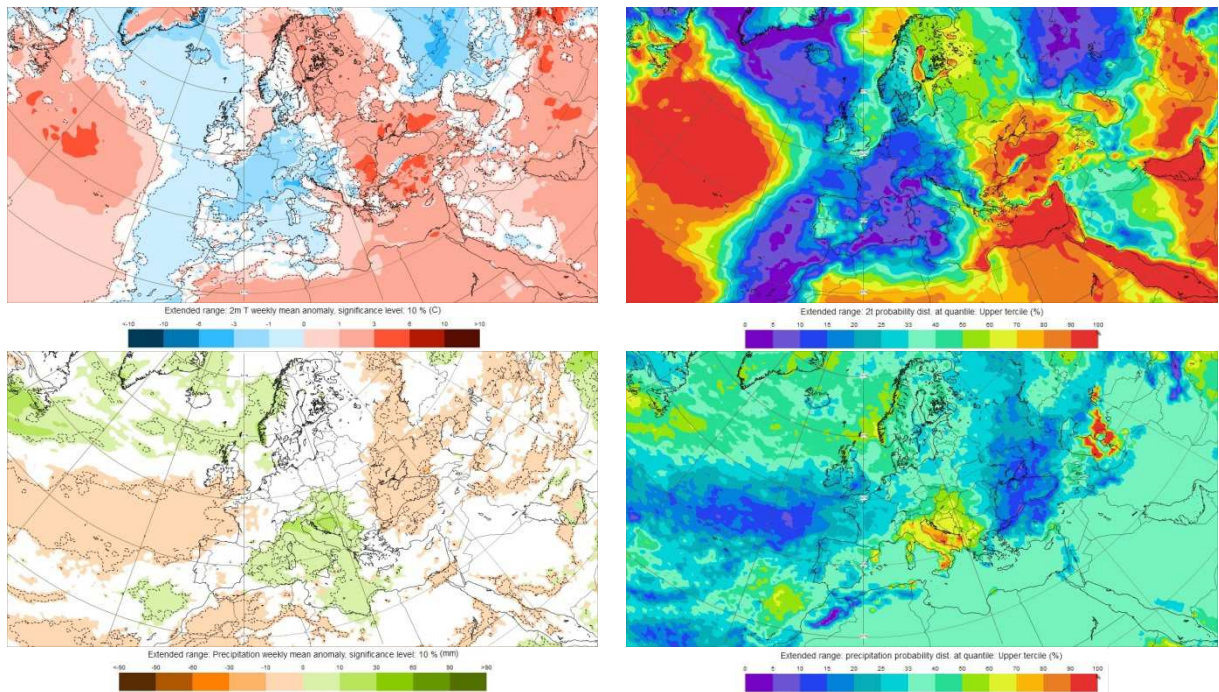 Extended range: 2m T weekly mean anomaly, significance level: 10 % (C)
<-10 -10 -6 -3 -1 0 1 3 6 10 >10
Extended range: 2t probability dist. at quantile: Upper tercile (%)
0 5 10 15 20 33 40 50 60 70 80 90 100
%
Extended range: Precipitation weekly mean anomaly, significance level: 10 % (mm)
<-90 -90 -60 -30 -10 0 10 30 60 90 >90
Extended range: precipitation probability dist. at quantile: Upper tercile (%)
0 5 10 15 20 33 40 50 60 70 80 90 100
%